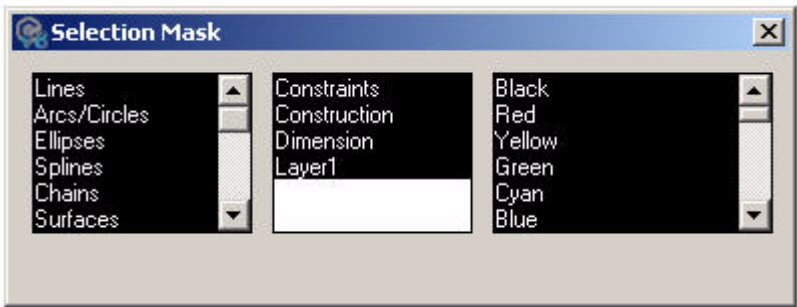 Selection Mask
Lines
Arcs/Circles
Ellipses
Splines
Chains
Surfaces
Constraints
Construction
Dimension
Layer1
Black
Red
Yellow
Green
Cyan
Blue